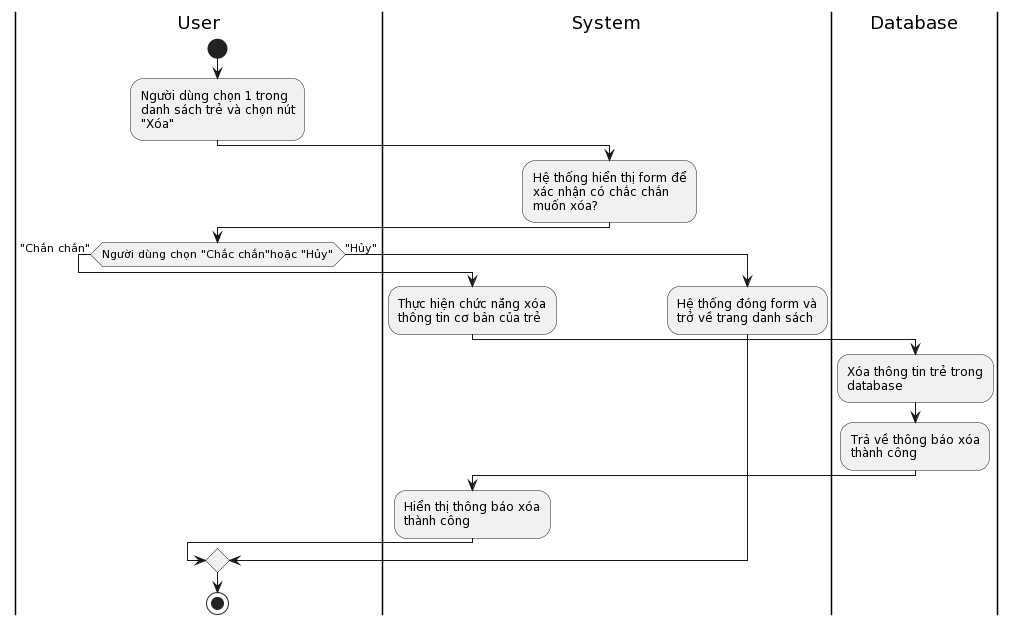 User
System
Database
Người dùng chọn 1 trong
danh sách trẻ và chọn nút
"Xóa"
Hệ thống hiển thị form để
xác nhận có chắc chắn
muốn xóa?
"Chắn chắn"
Người dùng chọn "Chắc chắn"hoặc "Hủy"
"Hủy"
Thực hiện chức năng xóa
thông tin cơ bản của trẻ
Hệ thống đóng form và
trở về trang danh sách
Xóa thông tin trẻ trong
database
Trả về thông báo xóa
thành công
Hiển thị thông báo xóa
thành công